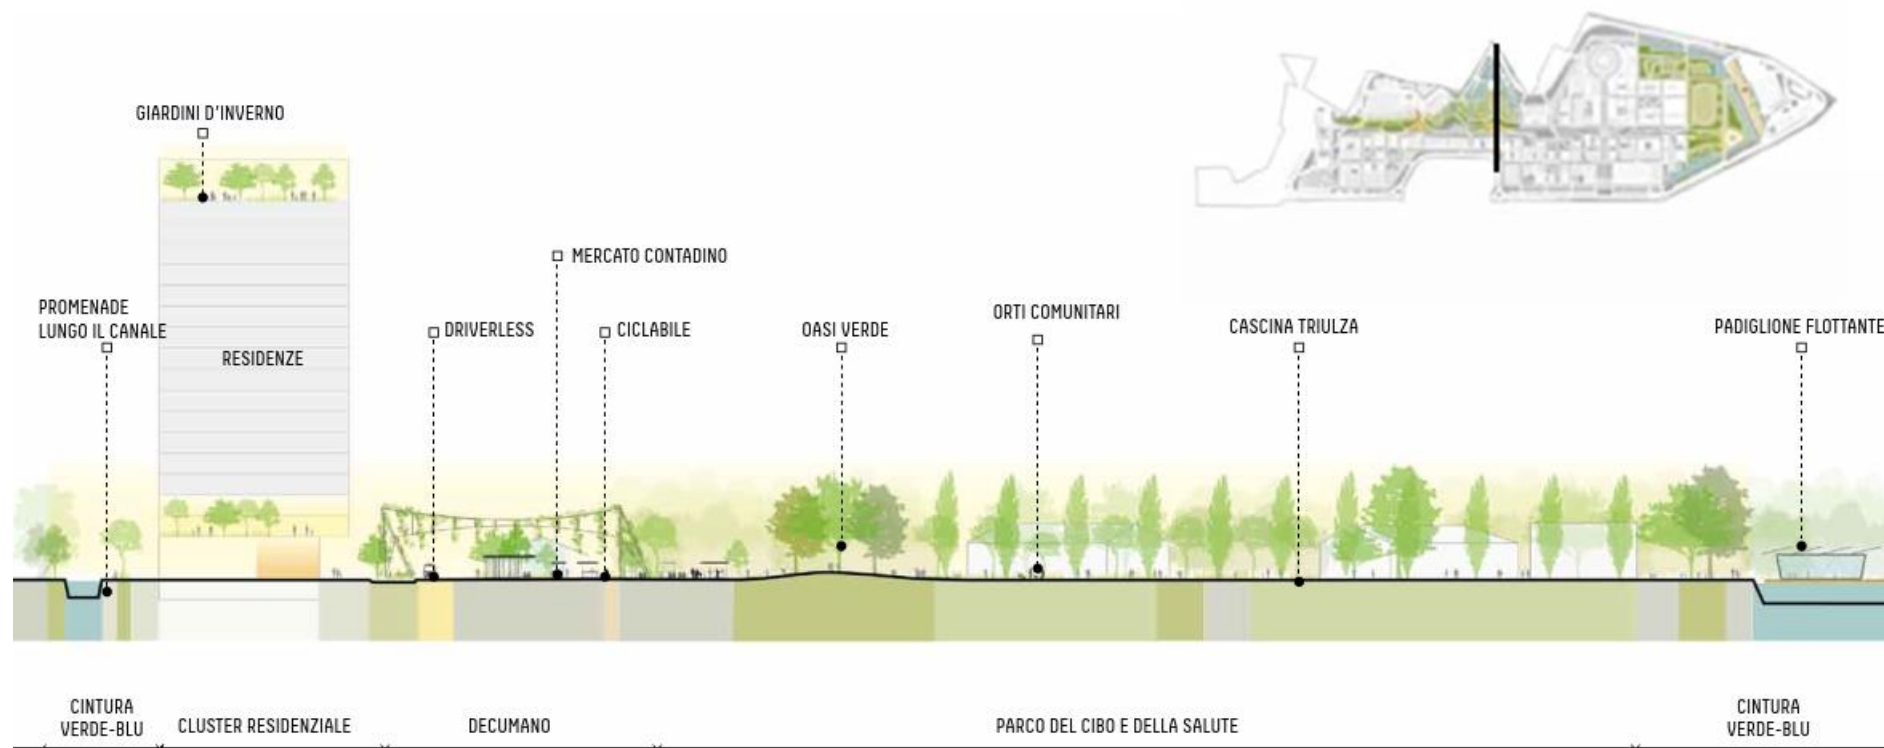 GIARDINI D'INVERNO
MERCATO CONTADINO
PROMENADE
LUNGO IL CANALE
RESIDENZE
DRIVERLESS
CICLABILE
OASI VERDE
ORTI COMUNITARI
CASCINA TRIULZA
PADIGLIONE FLOTTANTE
CINTURA
VERDE-BLU
CLUSTER RESIDENZIALE
DECUMANO
PARCO DEL CIBO E DELLA SALUTE
CINTURA
VERDE-BLU